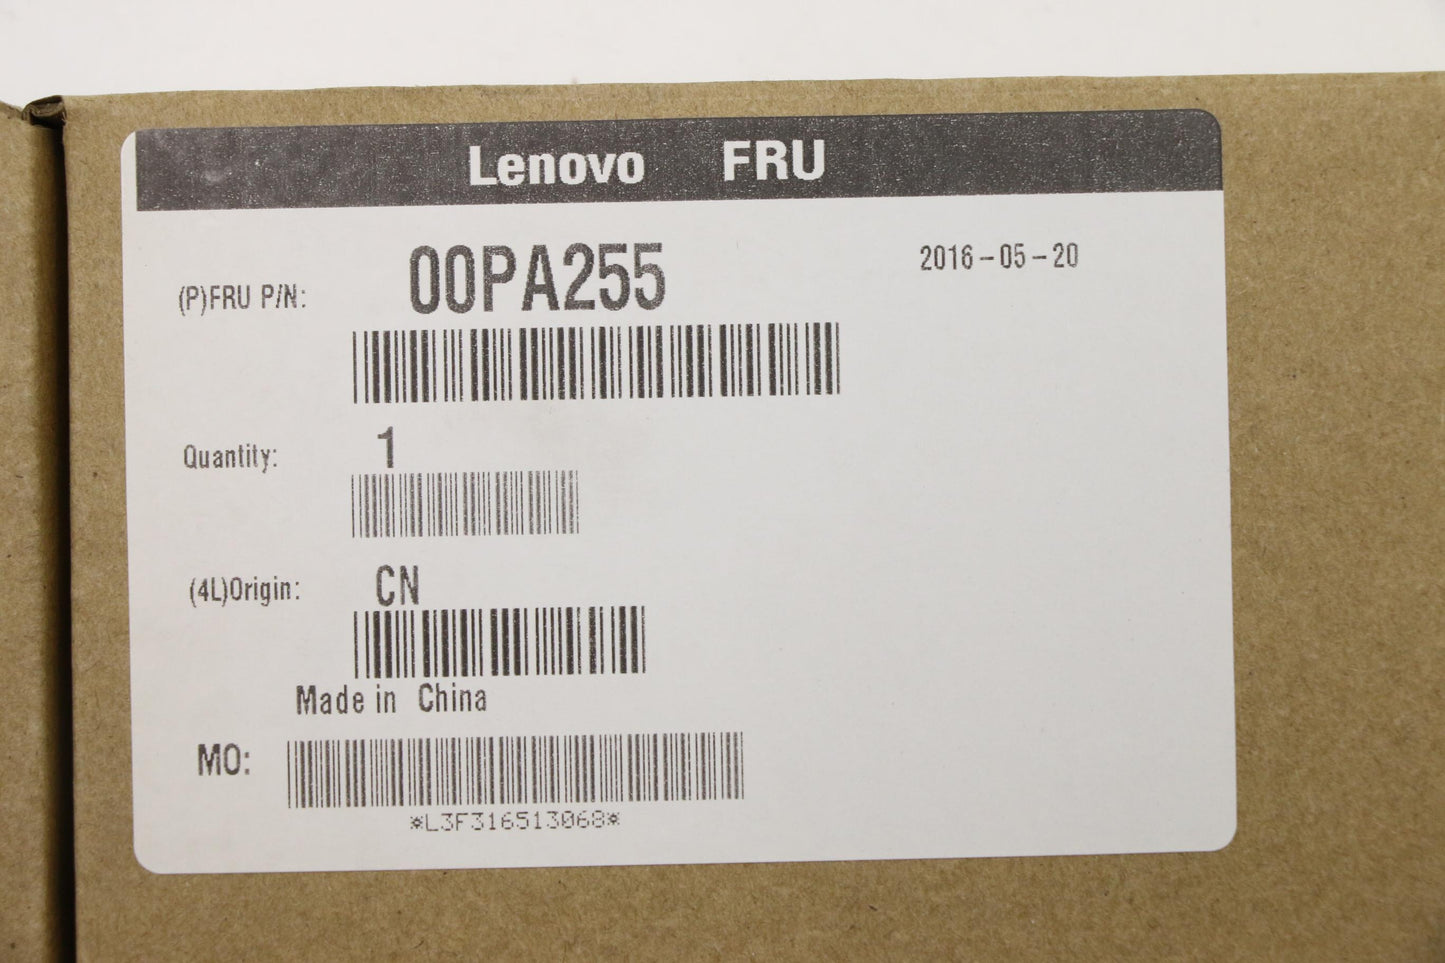 Lenovo FRU
2016-05-20
(P)FRU P/N: 00PA255
Quantity: 1
(4L)Origin: CN
Made in China
MO:
*L3F316513068*